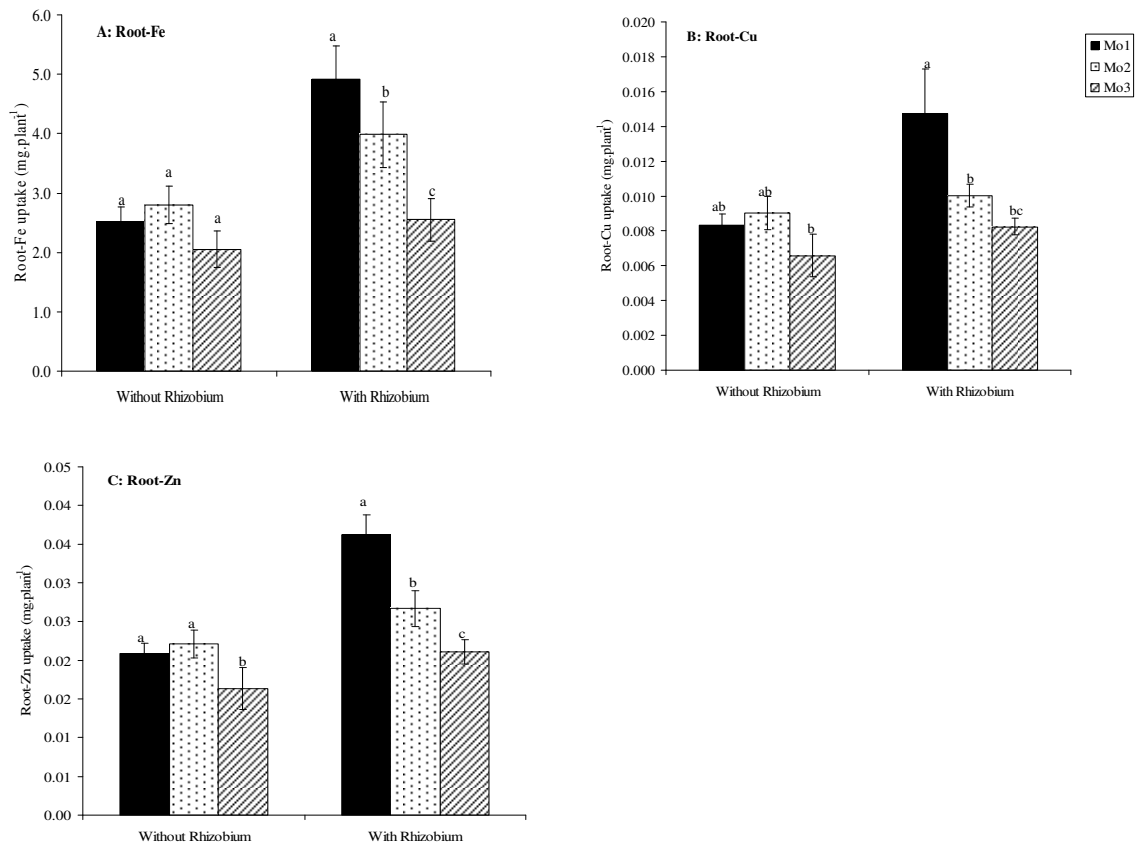 A: Root-Fe
Root-Fe uptake (mg.plant-1)
6.0
5.0
4.0
3.0
2.0
1.0
0.0
a
a
a
a
b
c
Without Rhizobium
With Rhizobium
B: Root-Cu
Root-Cu uptake (mg.plant-1)
0.020
0.018
0.016
0.014
0.012
0.010
0.008
0.006
0.004
0.002
0.000
ab
ab
b
a
b
bc
Without Rhizobium
With Rhizobium
Mo1
Mo2
Mo3
C: Root-Zn
Root-Zn uptake (mg.plant-1)
0.05
0.04
0.04
0.03
0.03
0.02
0.02
0.01
0.01
0.00
a
a
b
a
b
c
Without Rhizobium
With Rhizobium